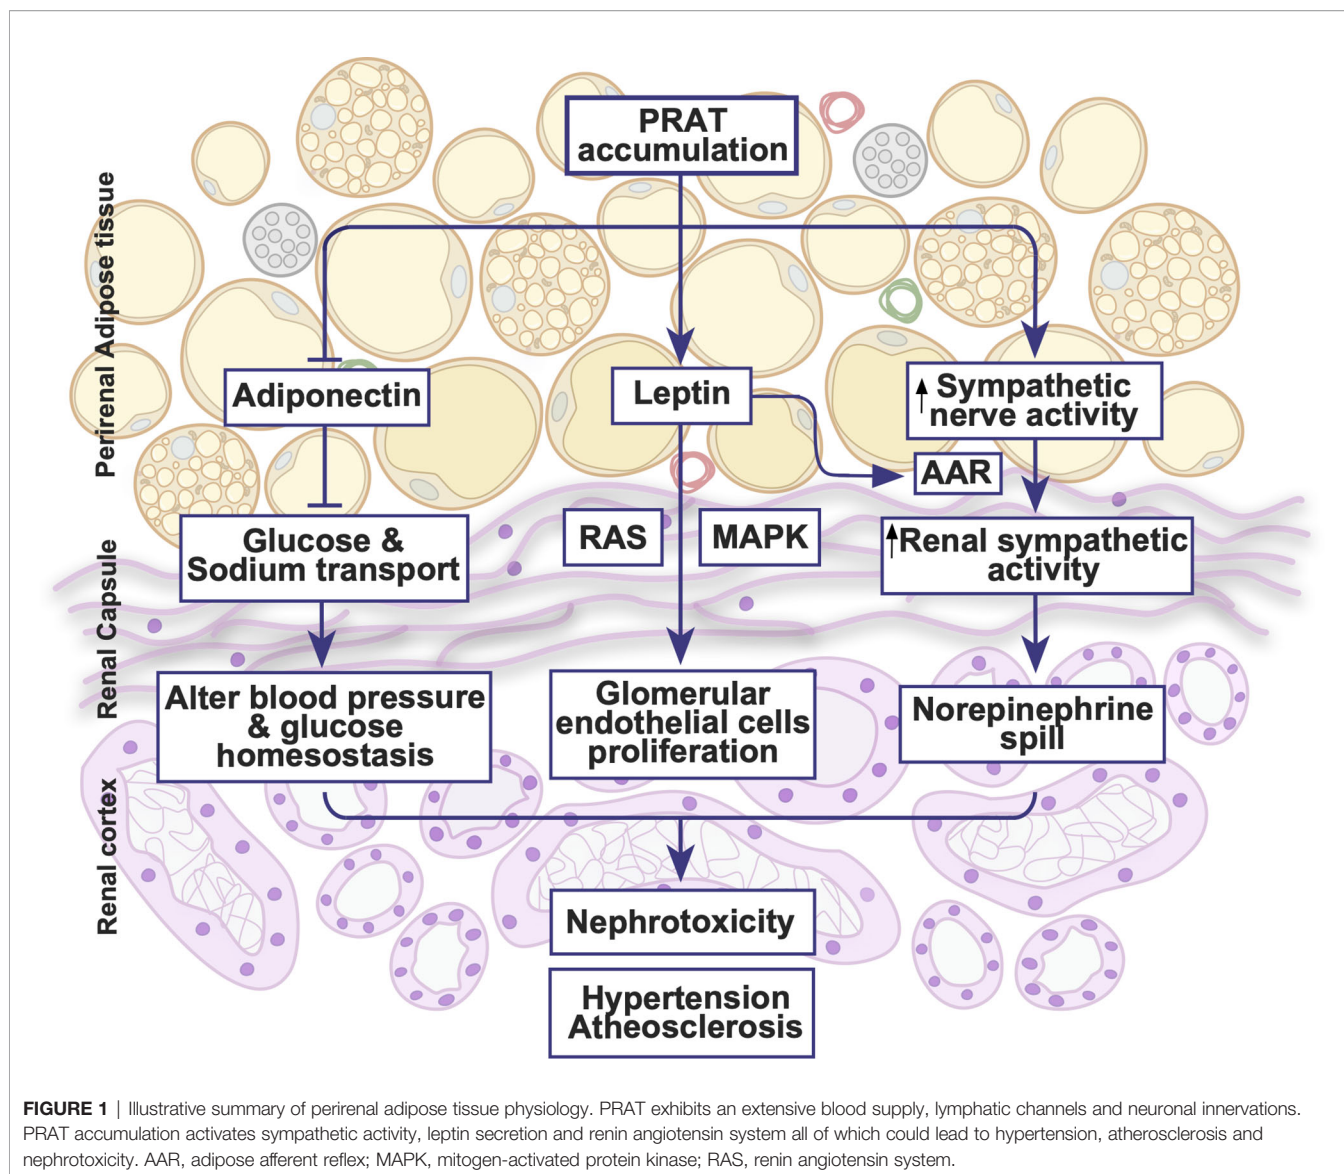 PRAT
accumulation
Perirenal Adipose tissue
Adiponectin
Leptin
Sympathetic
nerve activity
AAR
Renal Capsule
Glucose &
Sodium transport
RAS
MAPK
Renal sympathetic
activity
Alter blood pressure
& glucose
homesostasis
Glomerular
endothelial cells
proliferation
Norepinephrine
spill
Renal cortex
Nephrotoxicity
Hypertension
Atheosclerosis
FIGURE 1 | Illustrative summary of perirenal adipose tissue physiology. PRAT exhibits an extensive blood supply, lymphatic channels and neuronal innervations.
PRAT accumulation activates sympathetic activity, leptin secretion and renin angiotensin system all of which could lead to hypertension, atherosclerosis and
nephrotoxicity. AAR, adipose afferent reflex; MAPK, mitogen-activated protein kinase; RAS, renin angiotensin system.